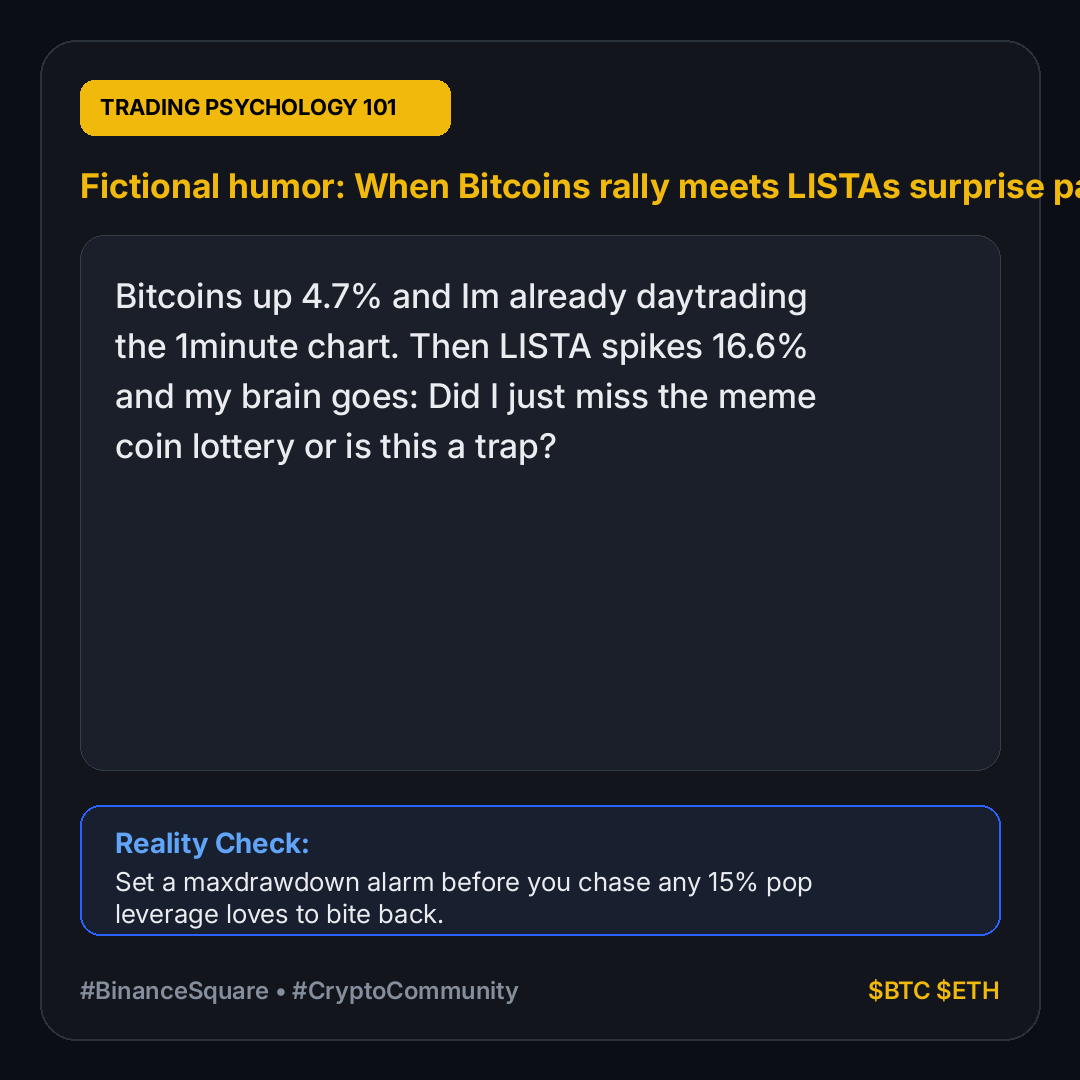 TRADING PSYCHOLOGY 101
Fictional humor: When Bitcoins rally meets LISTAs surprise pa
Bitcoins up 4.7% and Im already daytrading
the 1minute chart. Then LISTA spikes 16.6%
and my brain goes: Did I just miss the meme
coin lottery or is this a trap?
Reality Check:
Set a maxdrawdown alarm before you chase any 15% pop
leverage loves to bite back.
#BinanceSquare • #CryptoCommunity
$BTC $ETH